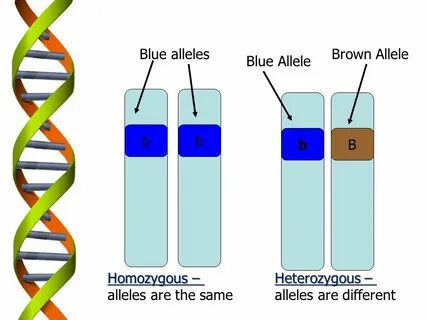 Blue alleles
Blue Allele
Brown Allele
b
b
b
B
Homozygous –
alleles are the same
Heterozygous –
alleles are different